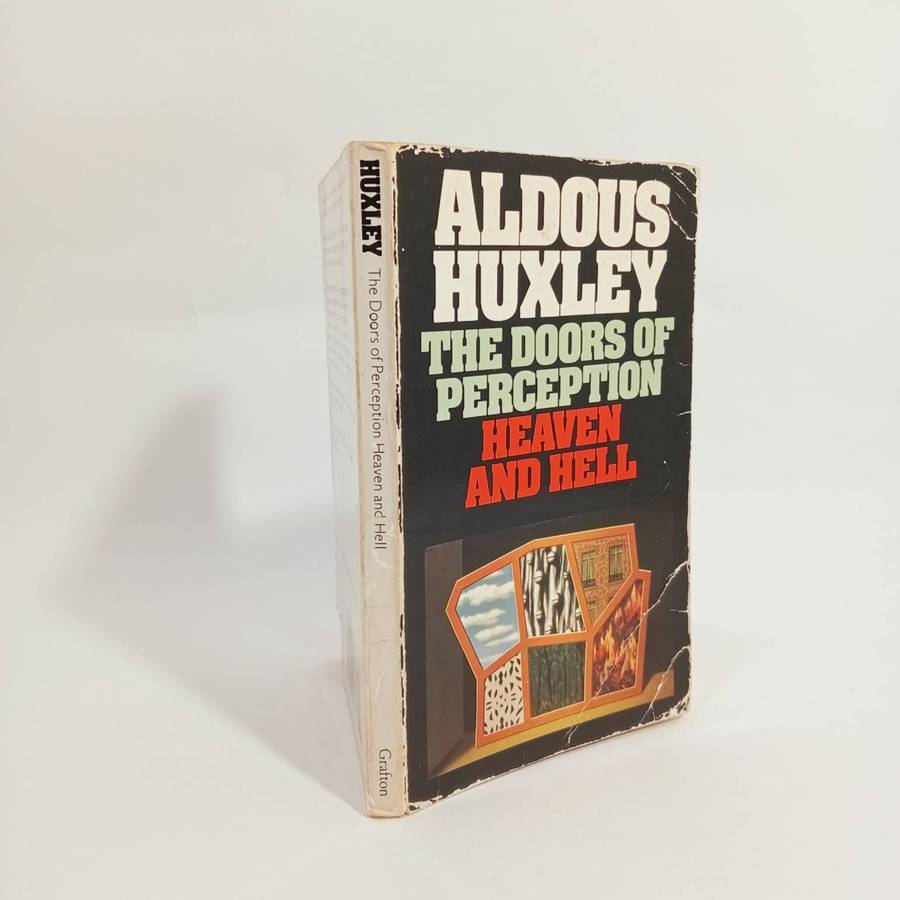 HUXLEY The Doors of Perception Heaven and Hell Grafton
ALDOUS
HUXLEY
THE DOORS OF
PERCEPTION
HEAVEN
AND HELL